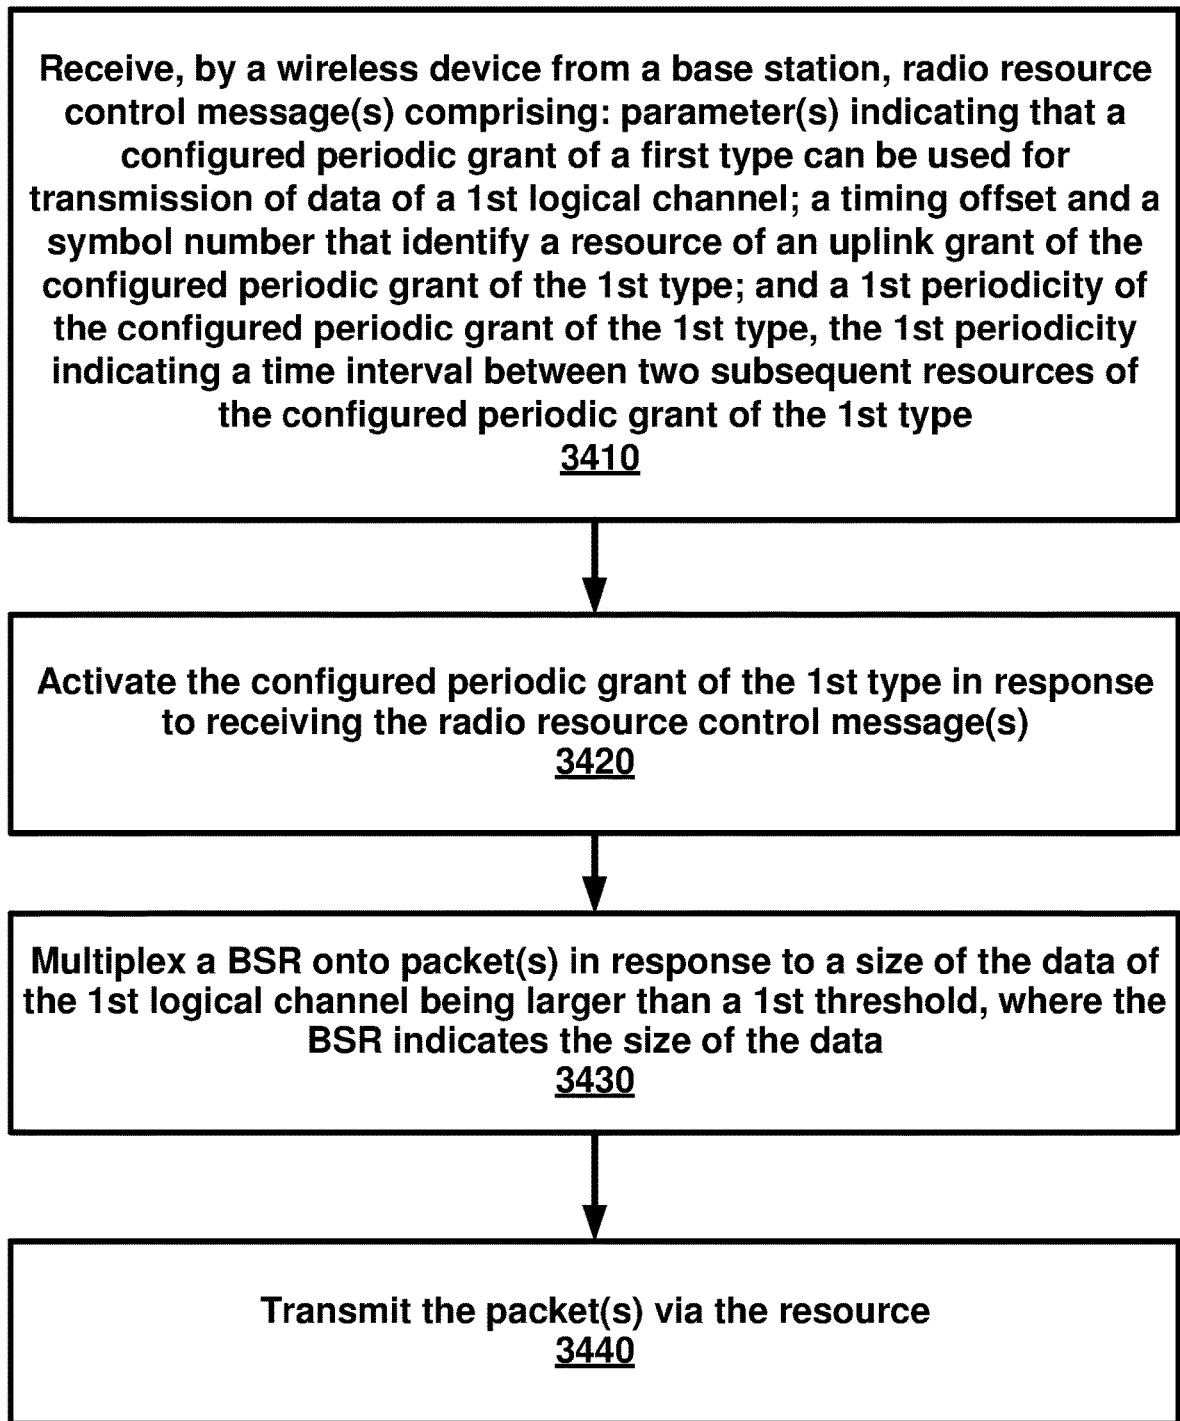 Receive, by a wireless device from a base station, radio resource
control message(s) comprising: parameter(s) indicating that a
configured periodic grant of a first type can be used for
transmission of data of a 1st logical channel; a timing offset and a
symbol number that identify a resource of an uplink grant of the
configured periodic grant of the 1st type; and a 1st periodicity of
the configured periodic grant of the 1st type, the 1st periodicity
indicating a time interval between two subsequent resources of
the configured periodic grant of the 1st type
3410
Activate the configured periodic grant of the 1st type in response
to receiving the radio resource control message(s)
3420
Multiplex a BSR onto packet(s) in response to a size of the data of
the 1st logical channel being larger than a 1st threshold, where the
BSR indicates the size of the data
3430
Transmit the packet(s) via the resource
3440